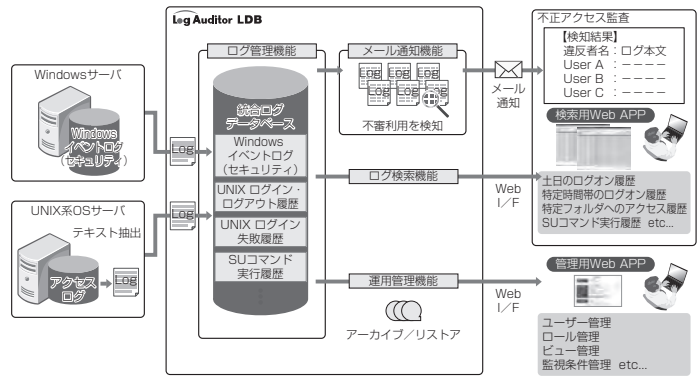 Log Auditor LDB
Windowsサーバ
Windows
イベントログ
(セキュリティ)
Log
UNIX系OSサーバ
テキスト抽出
アクセス
ログ
Log
Log
ログ管理機能
統合ログ
データベース
Windows
イベントログ
(セキュリティ)
UNIX ログイン・
ログアウト履歴
UNIX ログイン
失敗履歴
SUコマンド
実行履歴
メール通知機能
Log Log Log
Log Log Log
不審利用を検知
ログ検索機能
運用管理機能
アーカイブ/リストア
メール
通知
Web
I/F
Web
I/F
不正アクセス監査
【検知結果】
違反者名:ログ本文
User A :----
User B :----
User C :----
検索用Web APP
土日のログオン履歴
特定時間帯のログオン履歴
特定フォルダへのアクセス履歴
SUコマンド実行履歴 etc...
管理用Web APP
ユーザー管理
ロール管理
ビュー管理
監視条件管理 etc...